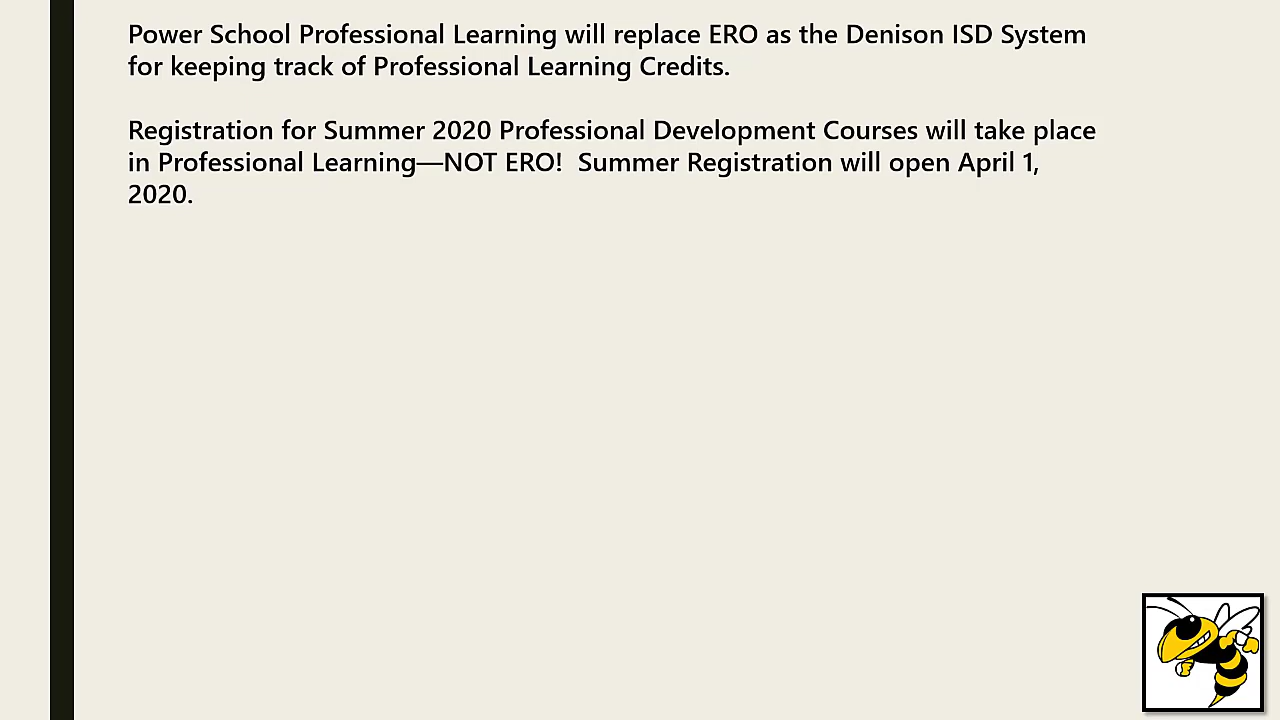 Power School Professional Learning will replace ERO as the Denison ISD System
for keeping track of Professional Learning Credits.
Registration for Summer 2020 Professional Development Courses will take place
in Professional Learning—NOT ERO!  Summer Registration will open April 1,
2020.